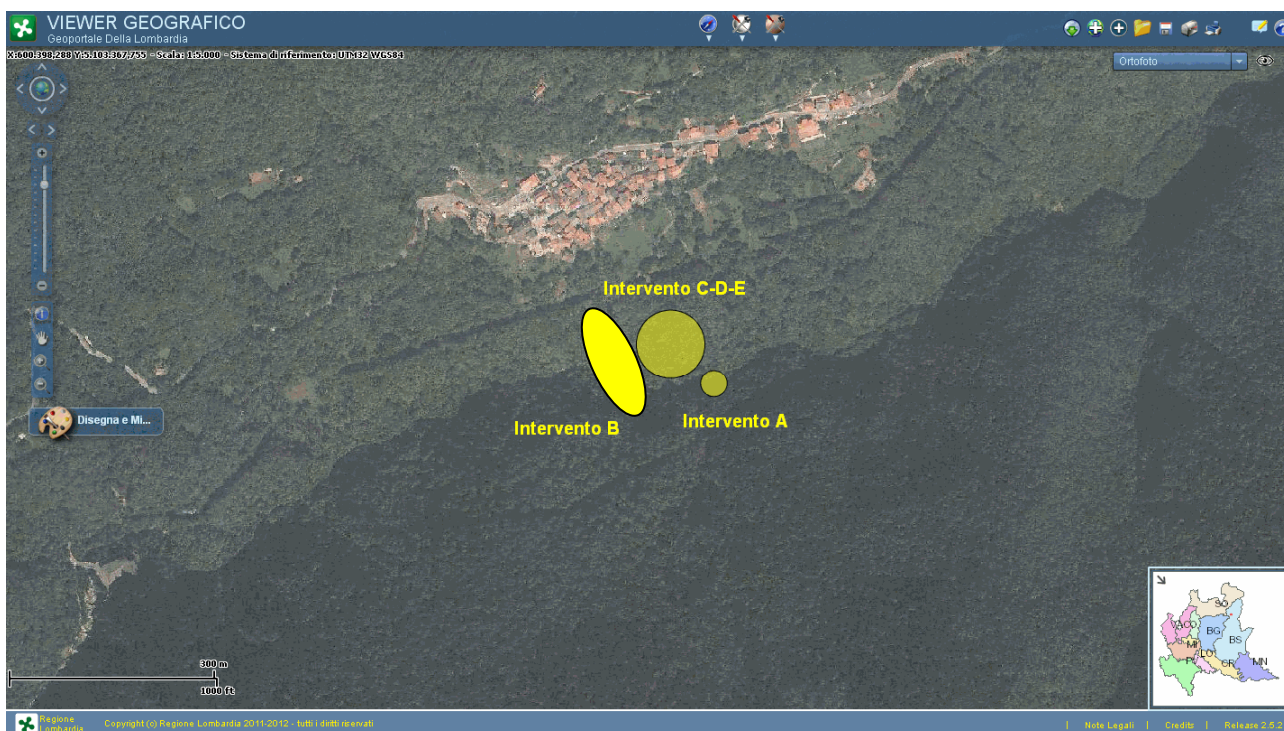 VIEWER GEOGRAFICO
Geoportale Della Lombardia
X:600.398,288 Y:5.103.367,755 - Scala: 1:5.000 - Sistema di riferimento: UTM32 WGS84
Ortofoto
Intervento C-D-E
Disegna e Mi...
Intervento B
Intervento A
SO
VA
CO
BG
BS
MI
LO
PV
CR
MN
300 m
1000 ft
Regione
Lombardia
Copyright (c) Regione Lombardia 2011-2012 - tutti i diritti riservati
| Note Legali | Credits | Release 2.5.2